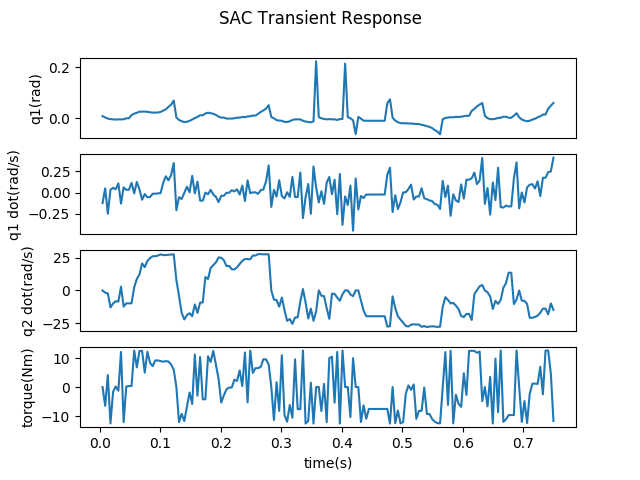 SAC Transient Response
q1(rad)
0.2
0.0
q1 dot(rad/s)
0.25
0.00
−0.25
q2 dot(rad/s)
25
0
−25
torque(Nm)
10
0
−10
0.0 0.1 0.2 0.3 0.4 0.5 0.6 0.7
time(s)